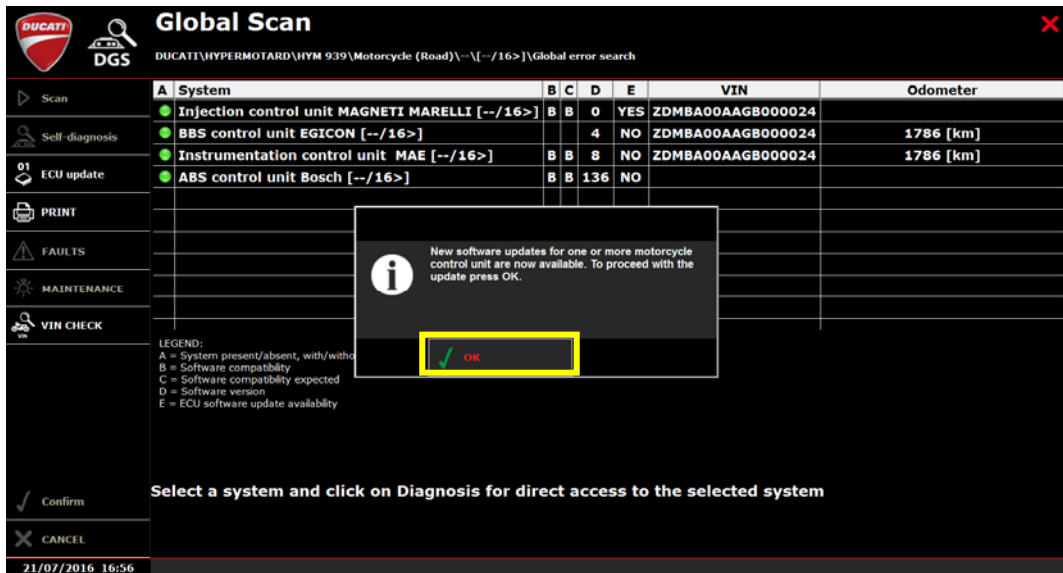 DUCATI
DGS
Global Scan
DUCATI\HYPERMOTARD\HYM 939\Motorcycle (Road)\--\[--/16>]\Global error search
Scan
Self-diagnosis
01
ECU update
PRINT
FAULTS
MAINTENANCE
VIN
VIN CHECK
A System B C D E VIN Odometer
Injection control unit MAGNETI MARELLI [--/16>] B B 0 YES ZDMBA00AAGB000024
BBS control unit EGICON [--/16>] 4 NO ZDMBA00AAGB000024 1786 [km]
Instrumentation control unit MAE [--/16>] B B 8 NO ZDMBA00AAGB000024 1786 [km]
ABS control unit Bosch [--/16>] B B 136 NO
New software updates for one or more motorcycle
control unit are now available. To proceed with the
update press OK.
OK
LEGEND:
A = System present/absent, with/witho
B = Software compatibility
C = Software compatibility expected
D = Software version
E = ECU software update availability
Select a system and click on Diagnosis for direct access to the selected system
Confirm
CANCEL
21/07/2016 16:56